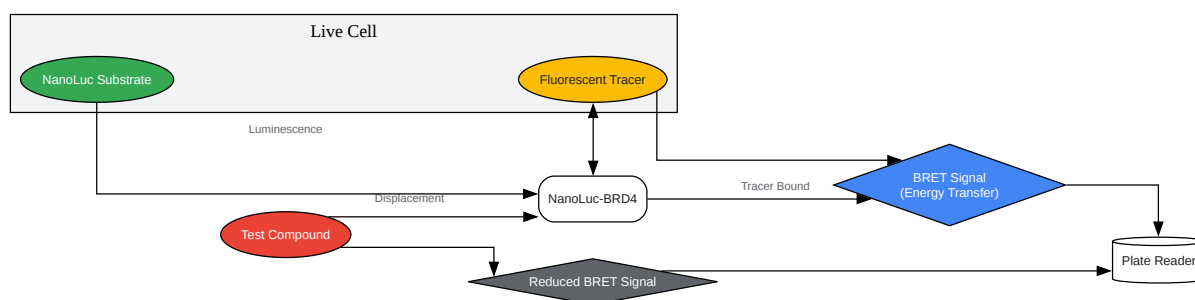 Live Cell
NanoLuc Substrate
Fluorescent Tracer
Luminescence
BRET Signal
(Energy Transfer)
Tracer Bound
Displacement
NanoLuc-BRD4
Test Compound
Plate Reader
Reduced BRET Signal